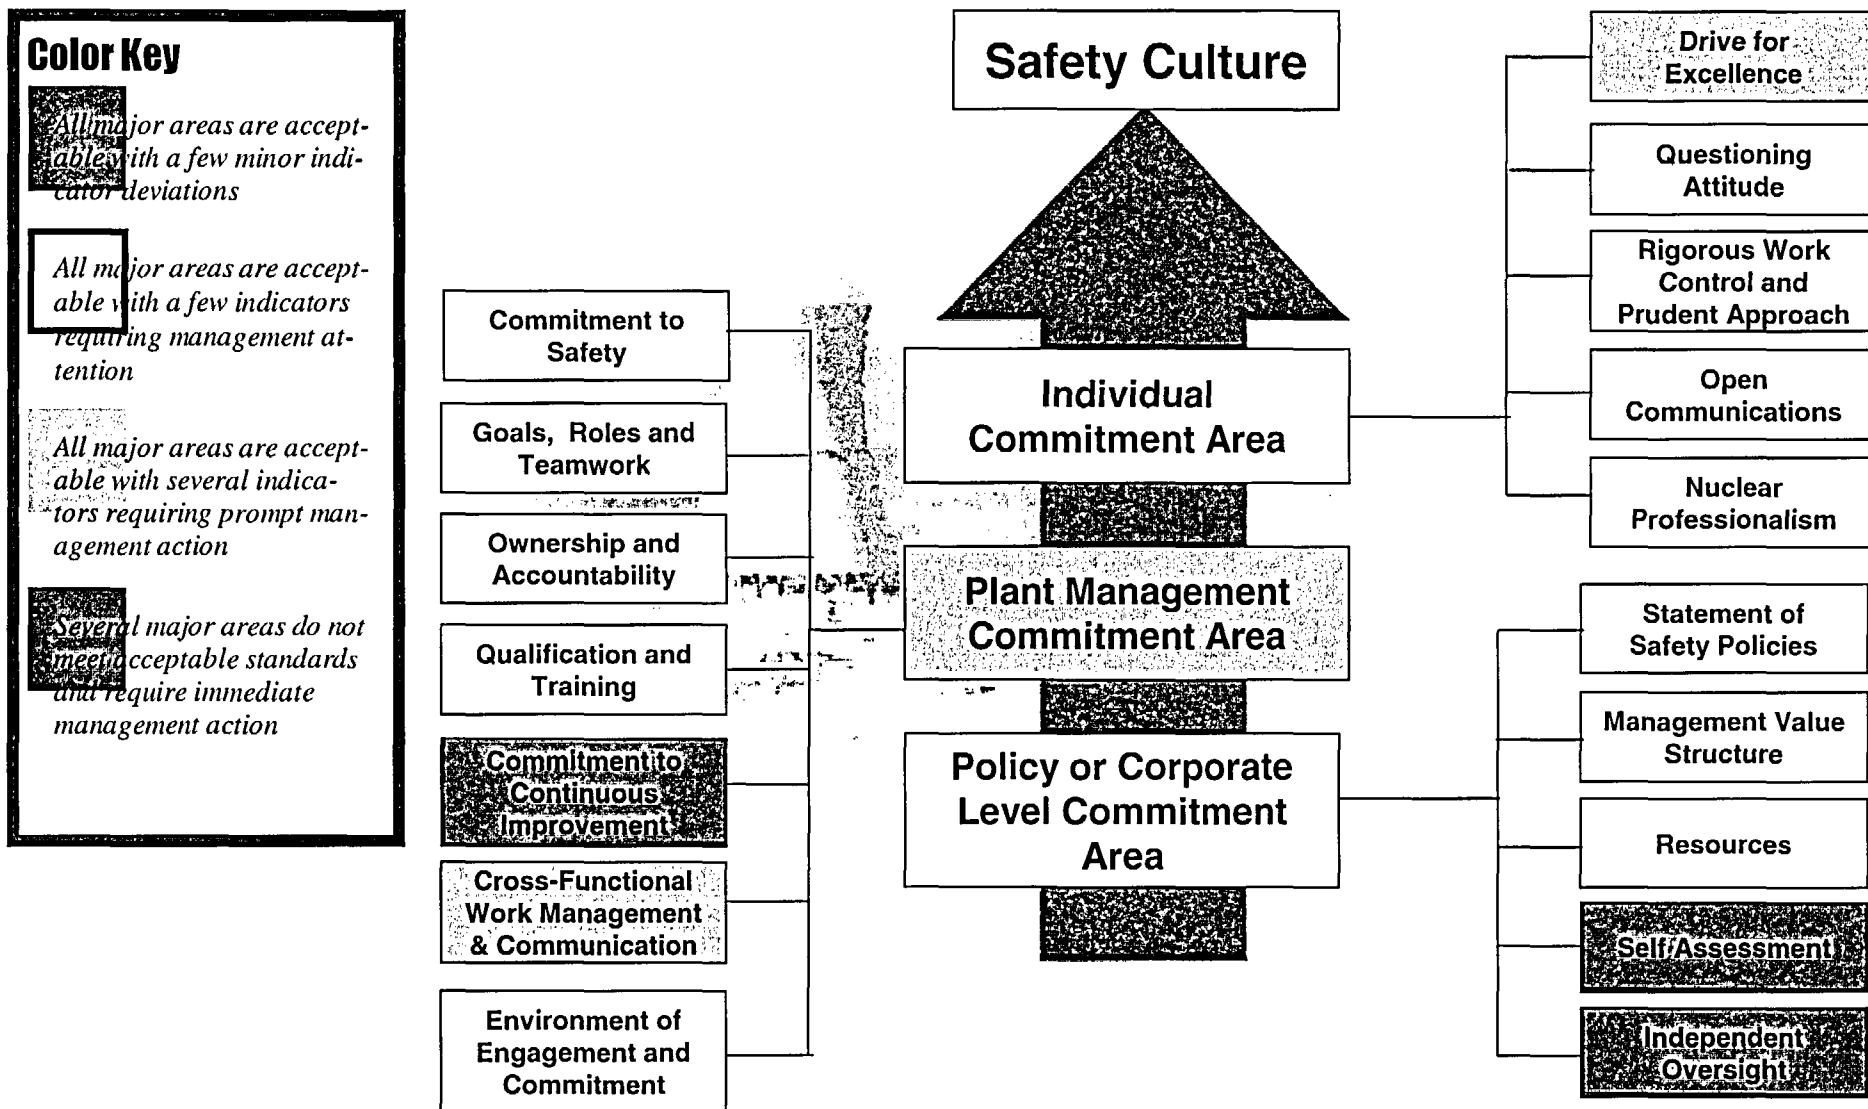 Color Key
All major areas are accept-
able with a few minor indi-
cator deviations
All major areas are accept-
able with a few indicators
requiring management at-
tention
All major areas are accept-
able with several indica-
tors requiring prompt man-
agement action
Several major areas do not
meet acceptable standards
and require immediate
management action
Commitment to
Safety
Goals, Roles and
Teamwork
Ownership and
Accountability
Qualification and
Training
Commitment to
Continuous
Improvement
Cross-Functional
Work Management
& Communication
Environment of
Engagement and
Commitment
Safety Culture
Individual
Commitment Area
Plant Management
Commitment Area
Policy or Corporate
Level Commitment
Area
Drive for
Excellence
Questioning
Attitude
Rigorous Work
Control and
Prudent Approach
Open
Communications
Nuclear
Professionalism
Statement of
Safety Policies
Management Value
Structure
Resources
Self Assessment
Independent
Oversight